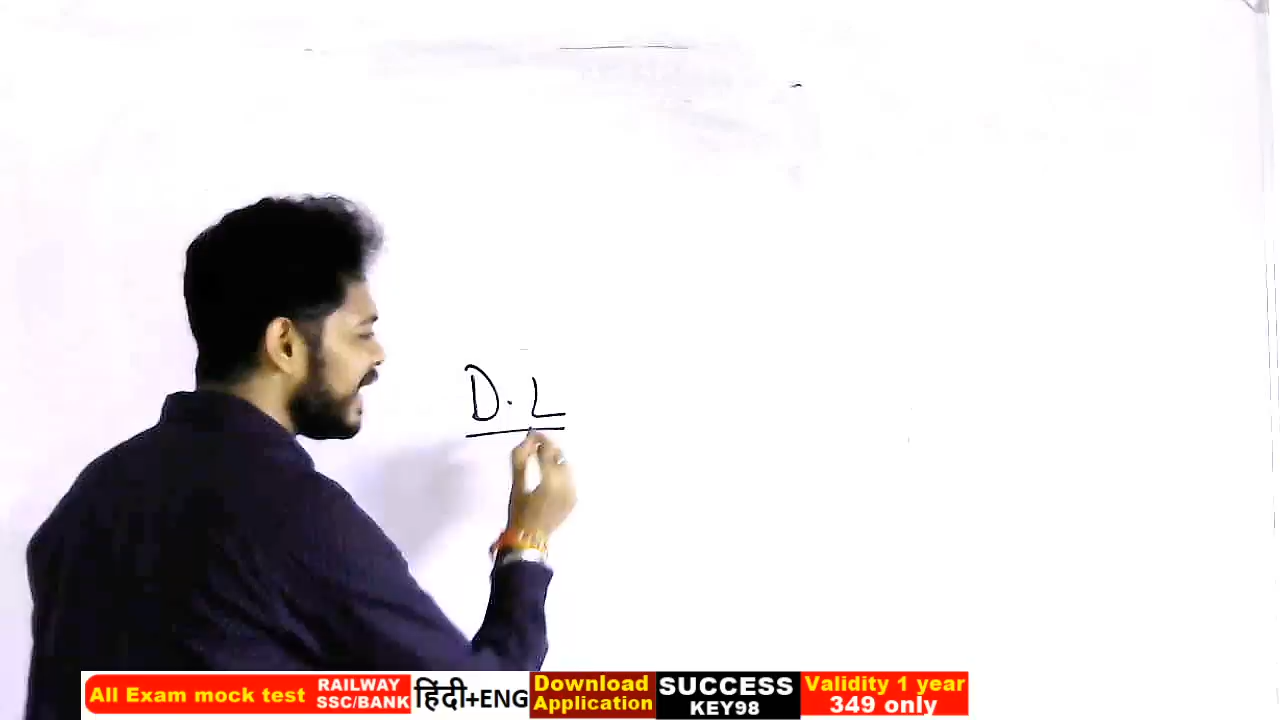 D.L
All Exam mock test
RAILWAY
SSC/BANK
हिंदी+ENG
Download
Application
SUCCESS
KEY98
Validity 1 year
349 only